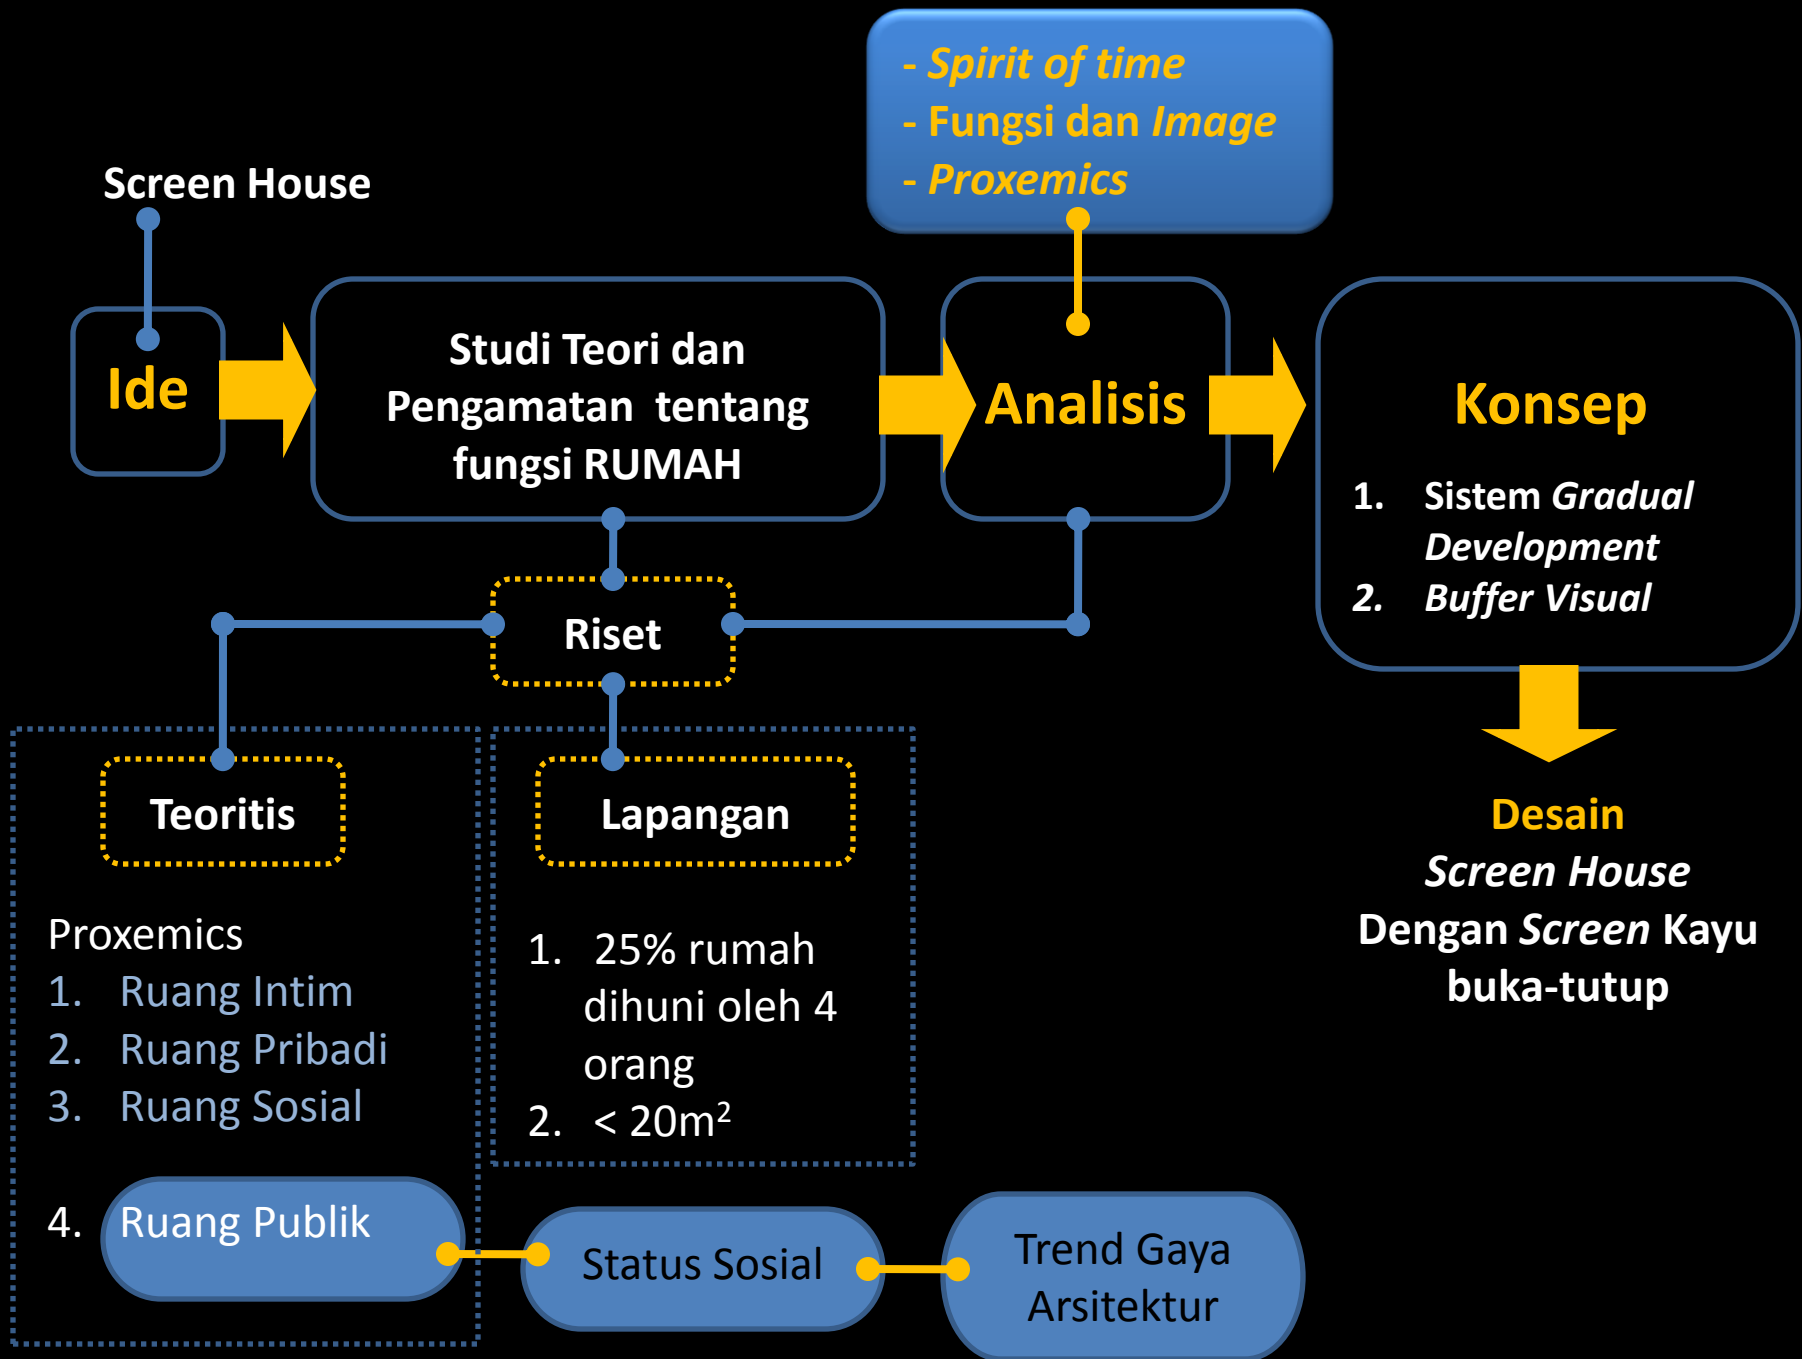 - Spirit of time
- Fungsi dan Image
- Proxemics
Screen House
Ide
Studi Teori dan
Pengamatan tentang
fungsi RUMAH
Analisis
Konsep
1. Sistem Gradual
Development
2. Buffer Visual
Riset
Teoritis
Lapangan
Desain
Screen House
Dengan Screen Kayu
buka-tutup
Proxemics
1. Ruang Intim
2. Ruang Pribadi
3. Ruang Sosial
4. Ruang Publik
1. 25% rumah
dihuni oleh 4
orang
2. < 20m²
Status Sosial
Trend Gaya
Arsitektur